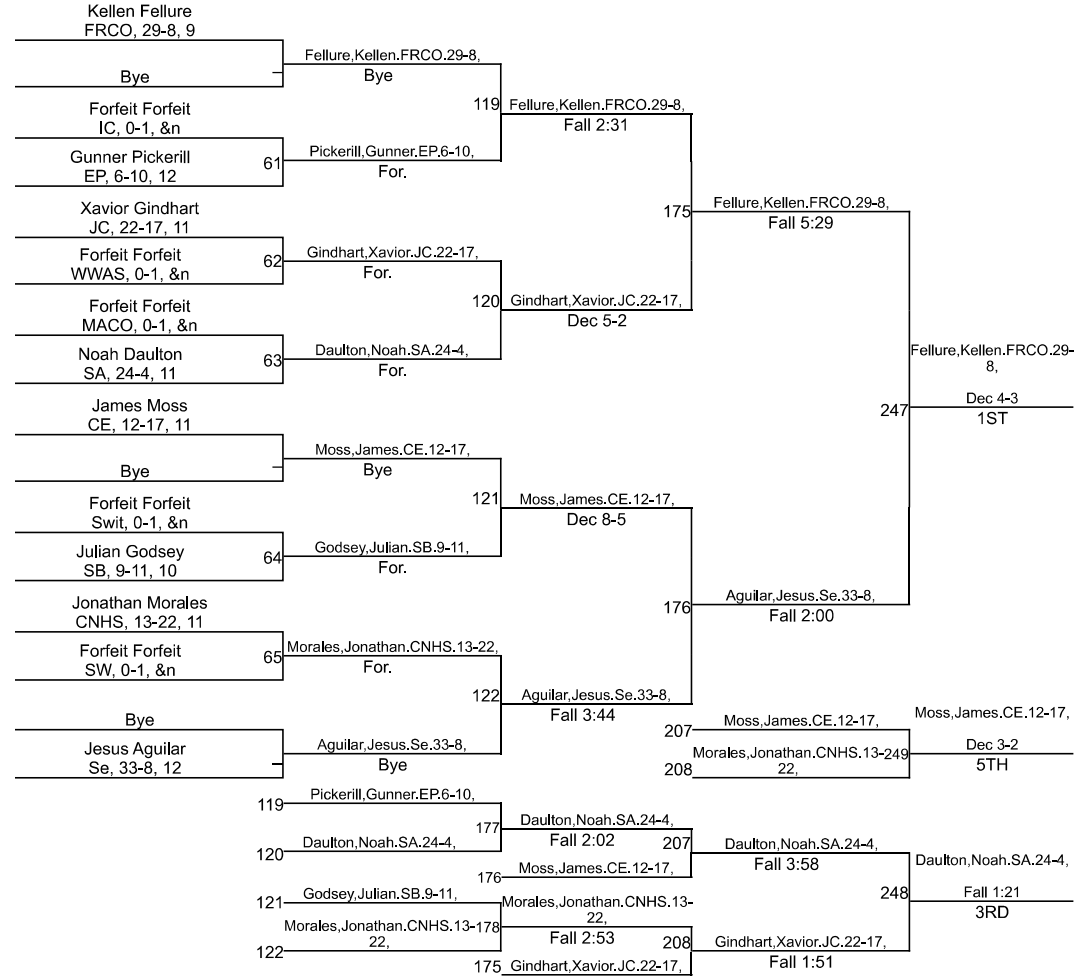 Kellen Fellure
FRCO, 29-8, 9
Fellure,Kellen.FRCO.29-8,
Bye
Bye
119
Fellure,Kellen.FRCO.29-8,
Fall 2:31
Forfeit Forfeit
IC, 0-1, &n
Gunner Pickerill
EP, 6-10, 12
61
Pickerill,Gunner.EP.6-10,
For.
175
Fellure,Kellen.FRCO.29-8,
Fall 5:29
Xavior Gindhart
JC, 22-17, 11
Forfeit Forfeit
WWAS, 0-1, &n
62
Gindhart,Xavior.JC.22-17,
For.
120
Gindhart,Xavior.JC.22-17,
Dec 5-2
Forfeit Forfeit
MACO, 0-1, &n
Noah Daulton
SA, 24-4, 11
63
Daulton,Noah.SA.24-4,
For.
Fellure,Kellen.FRCO.29-
8,
247
Dec 4-3
1ST
James Moss
CE, 12-17, 11
Moss,James.CE.12-17,
Bye
Bye
121
Moss,James.CE.12-17,
Dec 8-5
Forfeit Forfeit
Swit, 0-1, &n
Julian Godsey
SB, 9-11, 10
64
Godsey,Julian.SB.9-11,
For.
176
Aguilar,Jesus.Se.33-8,
Fall 2:00
Jonathan Morales
CNHS, 13-22, 11
Forfeit Forfeit
SW, 0-1, &n
65
Morales,Jonathan.CNHS.13-22,
For.
122
Aguilar,Jesus.Se.33-8,
Fall 3:44
Bye
Jesus Aguilar
Se, 33-8, 12
Aguilar,Jesus.Se.33-8,
Bye
207
Moss,James.CE.12-17,
208
Morales,Jonathan.CNHS.13-
22,
249
Moss,James.CE.12-17,
Dec 3-2
5TH
119
Pickerill,Gunner.EP.6-10,
120
Daulton,Noah.SA.24-4,
177
Daulton,Noah.SA.24-4,
Fall 2:02
176
Moss,James.CE.12-17,
207
Daulton,Noah.SA.24-4,
Fall 3:58
121
Godsey,Julian.SB.9-11,
122
Morales,Jonathan.CNHS.13-
22,
178
Morales,Jonathan.CNHS.13-
22,
Fall 2:53
175
Gindhart,Xavior.JC.22-17,
208
Gindhart,Xavior.JC.22-17,
Fall 1:51
248
Daulton,Noah.SA.24-4,
Fall 1:21
3RD